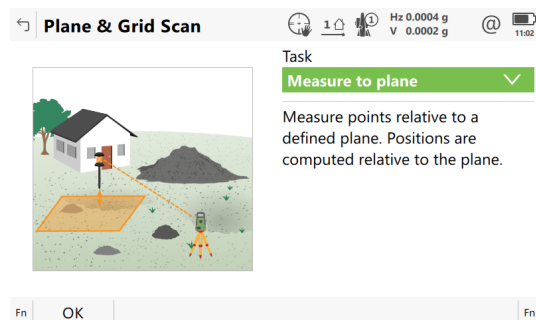 Plane & Grid Scan
1
1
Hz 0.0004 g
V 0.0002 g
@
11:02
Task
Measure to plane
Measure points relative to a
defined plane. Positions are
computed relative to the plane.
Fn
OK
Fn